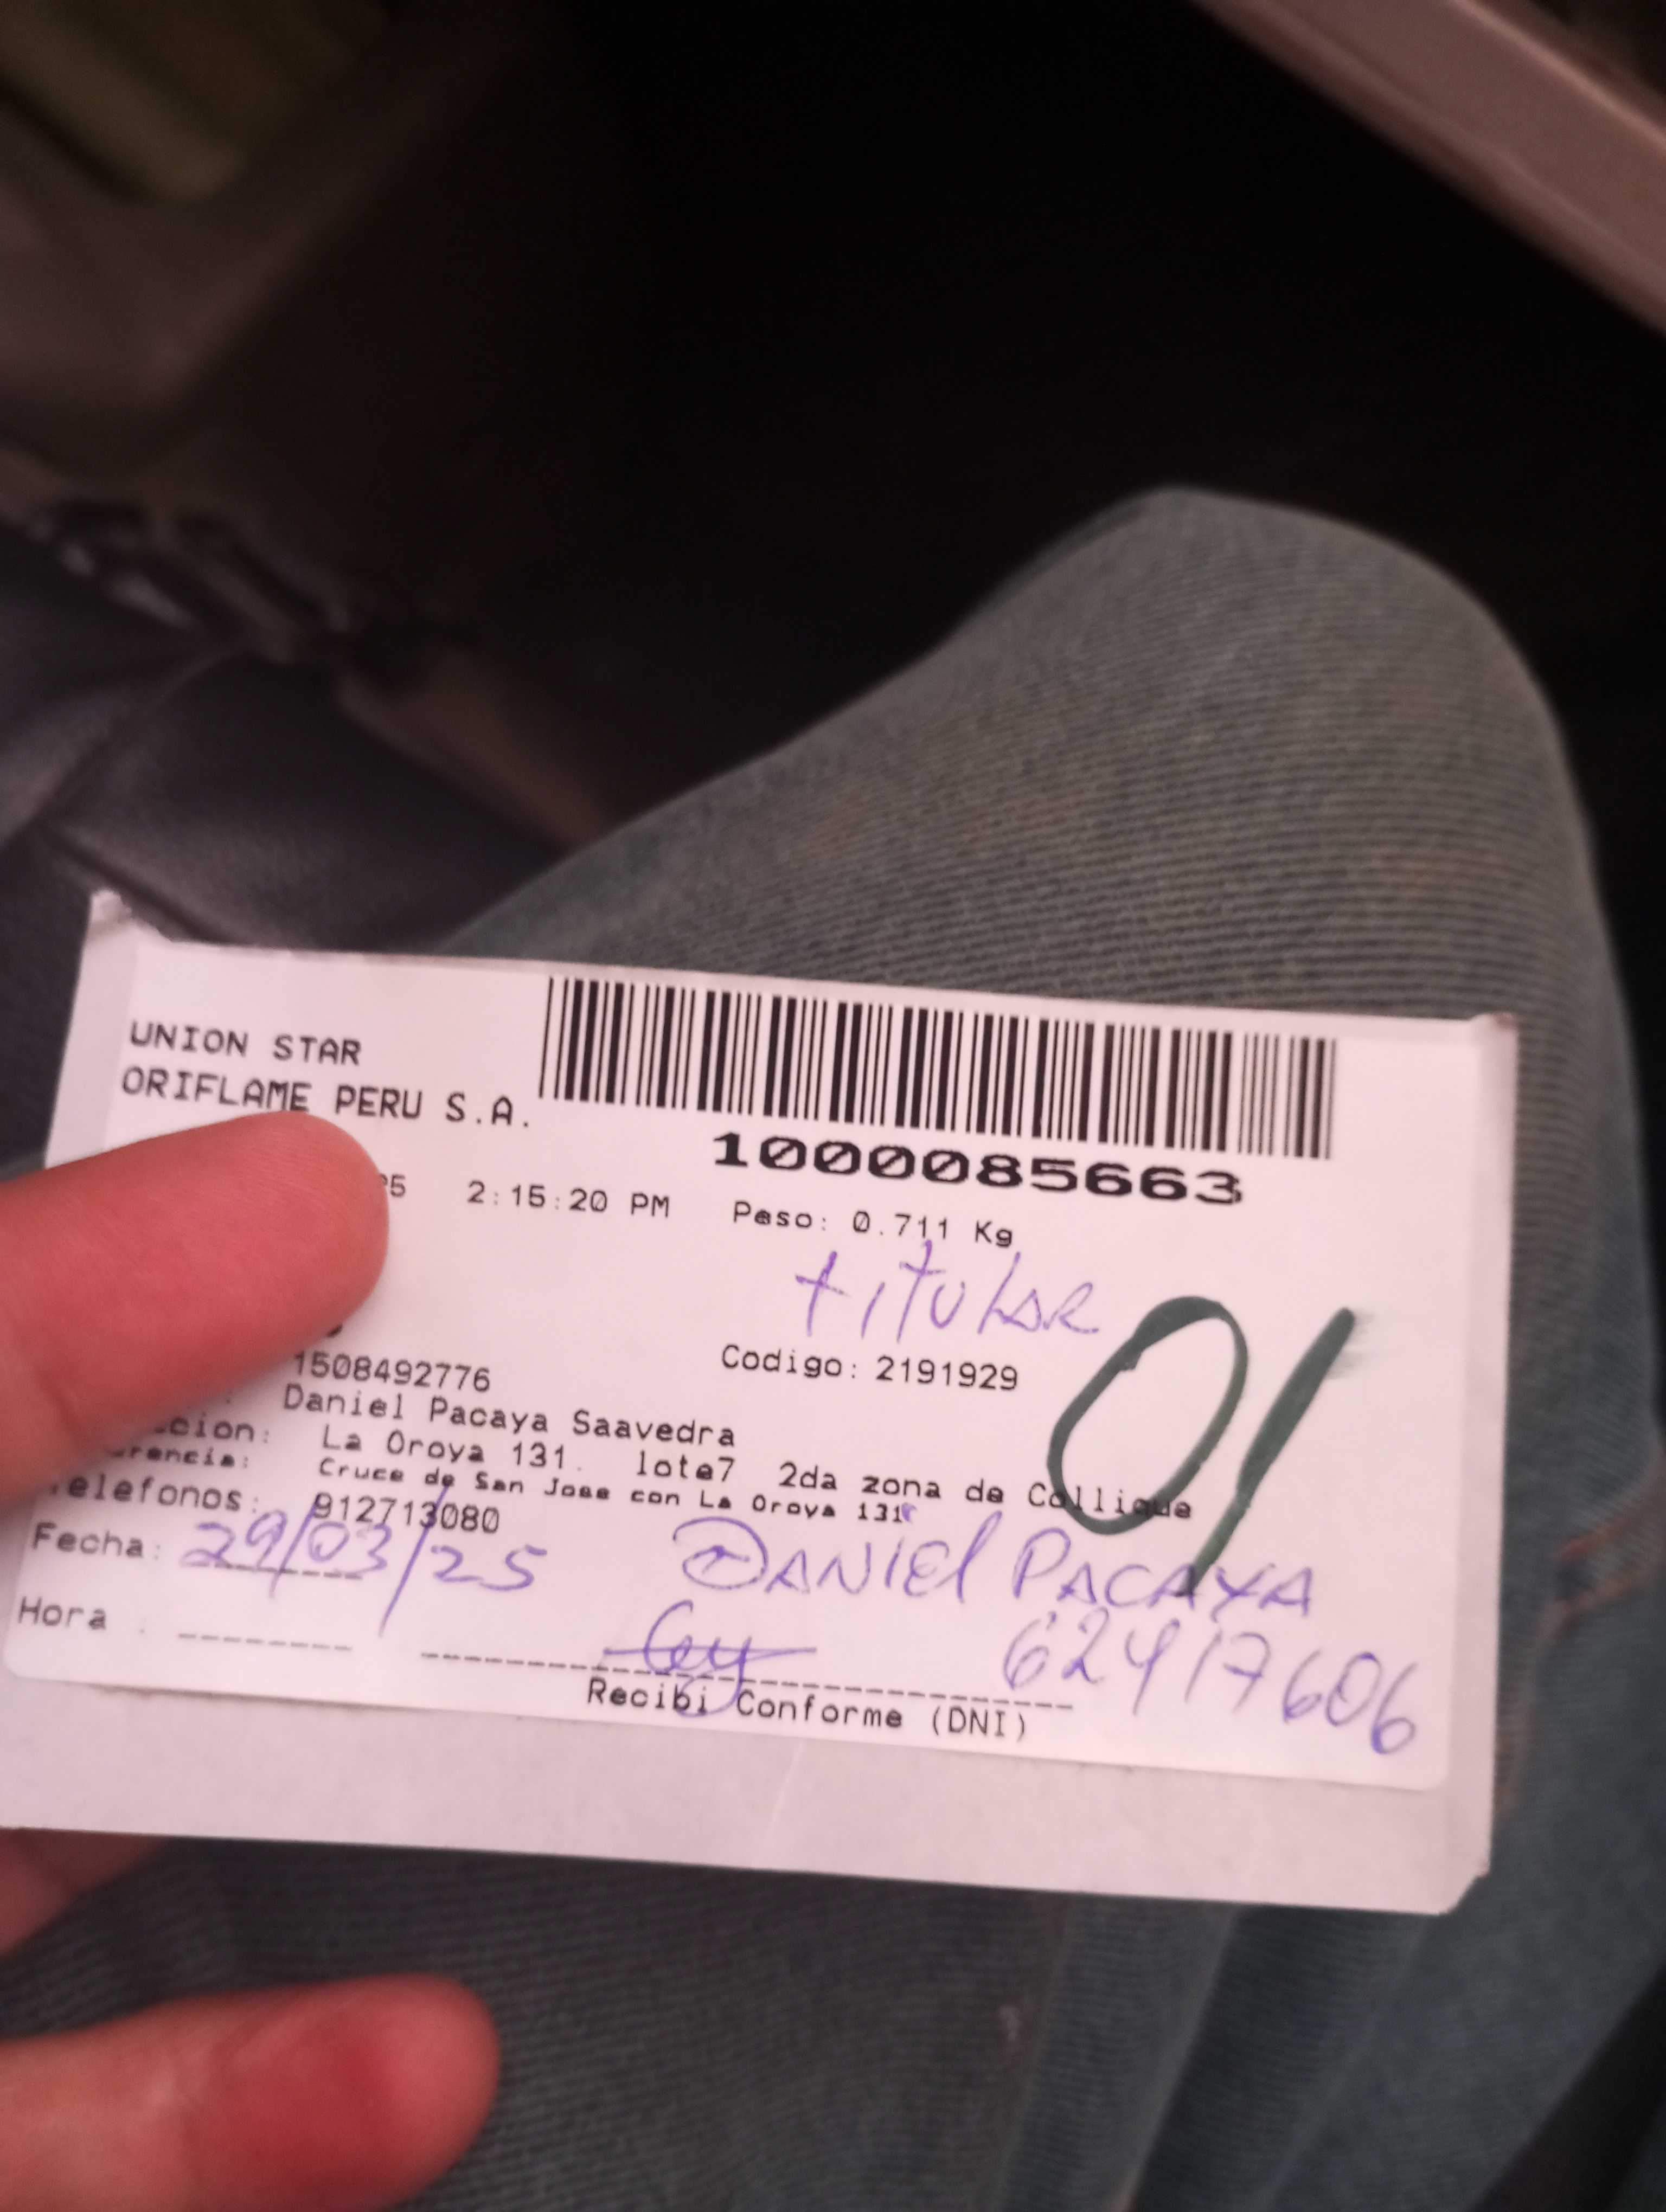 UNION STAR
ORIFLAME PERU S.A.
1000085663
2:15:20 PM Peso: 0.711 Kg
titular
01
1508492776 Codigo: 2191929
Daniel Pacaya Saavedra
La Oroya 131. lote7 2da zona de Collique
Cruce de San Jose con La Oroya 131
Telefonos: 912713080
Fecha: 29/03/25 DANIEL PACAYA
Hora : 62417606
Recibi Conforme (DNI)